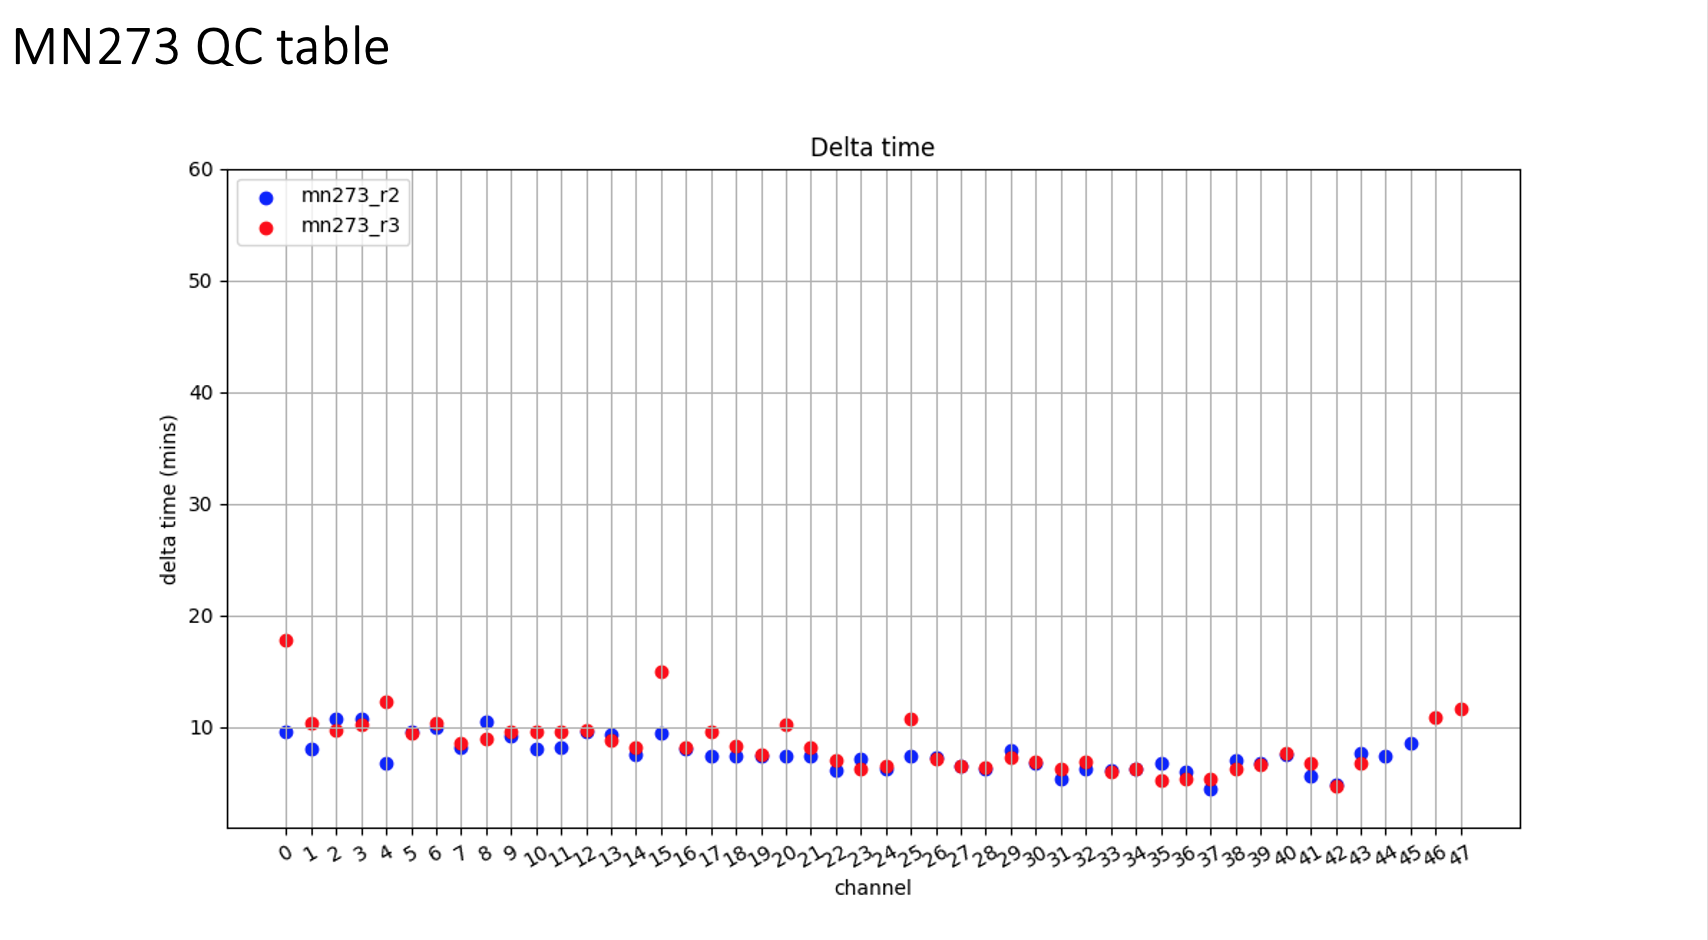 MN273 QC table
Delta time
60
mn273_r2
mn273_r3
50
40
30
20
10
delta time (mins)
0 1 2 3 4 5 6 7 8 9 10 11 12 13 14 15 16 17 18 19 20 21 22 23 24 25 26 27 28 29 30 31 32 33 34 35 36 37 38 39 40 41 42 43 44 45 46 47
channel